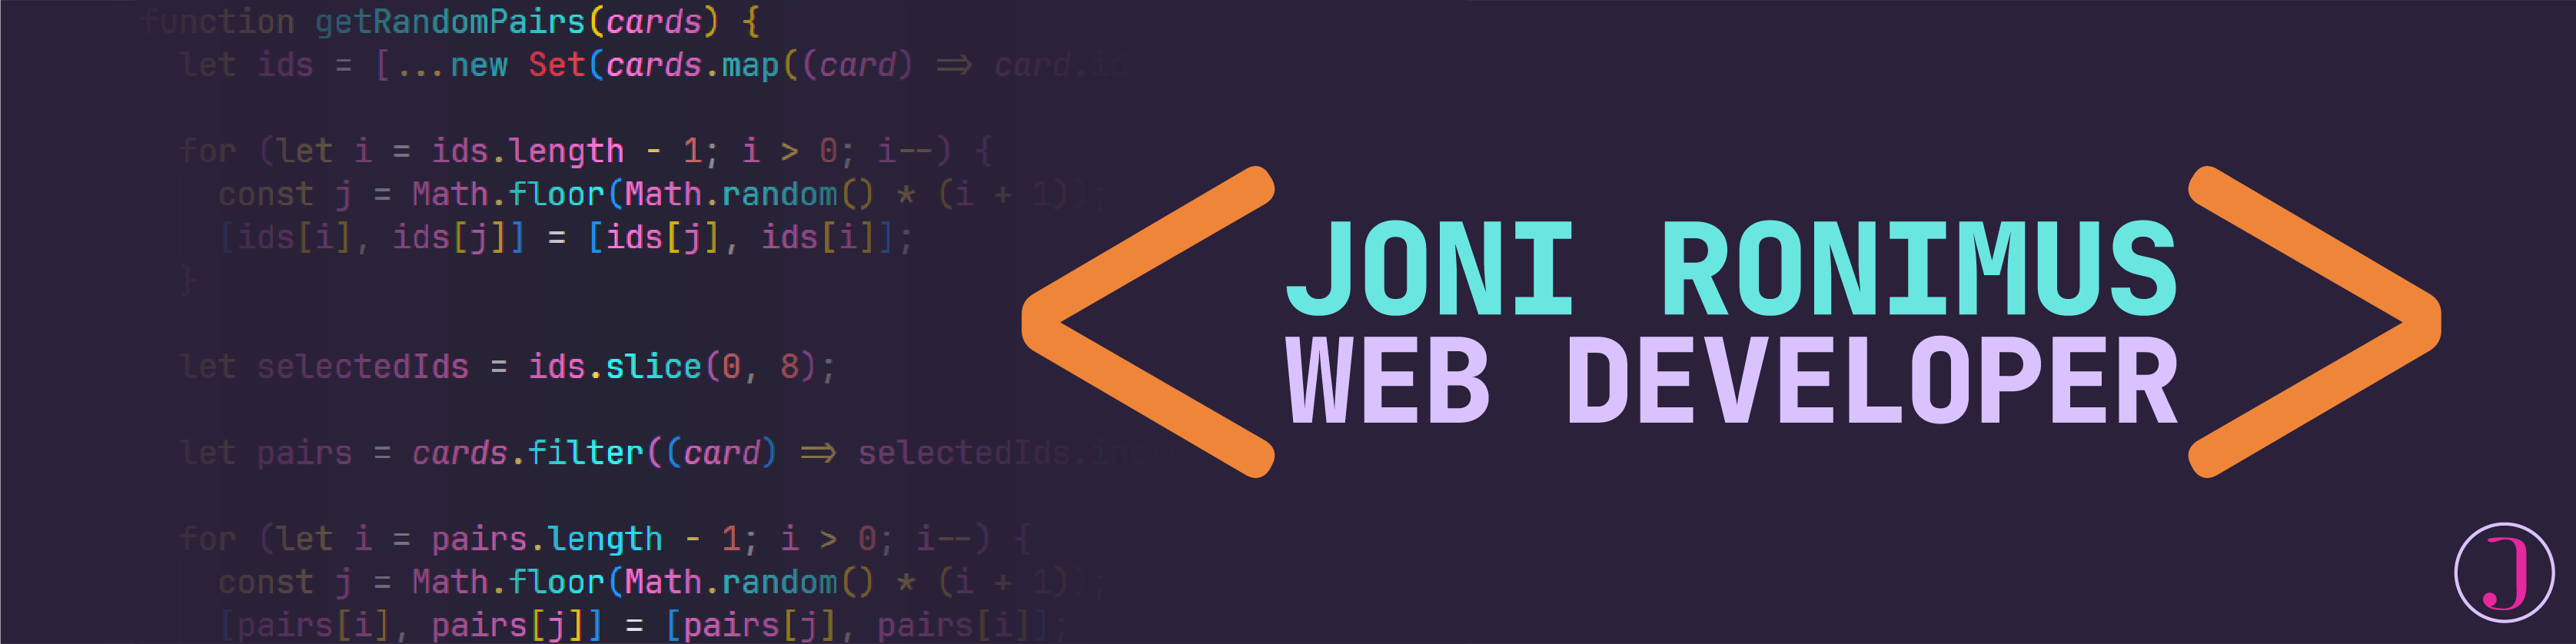 function getRandomPairs(cards) {
let ids = [...new Set(cards.map((card) => card.id
for (let i = ids.length - 1; i > 0; i--) {
const j = Math.floor(Math.random() * (i + 1));
[ids[i], ids[j]] = [ids[j], ids[i]];
}
let selectedIds = ids.slice(0, 8);
let pairs = cards.filter((card) => selectedIds.inc
for (let i = pairs.length - 1; i > 0; i--) {
const j = Math.floor(Math.random() * (i + 1));
[pairs[i], pairs[j]] = [pairs[j], pairs[i]];
JONI RONIMUS
WEB DEVELOPER
J